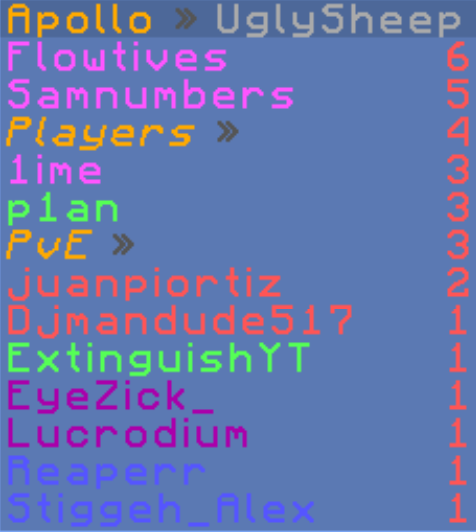 Apollo » UglySheep
Flowtives 6
Samnumbers 5
Players » 4
1ime 3
p1an 3
PvE » 3
juanpiortiz 2
Djmandude517 1
ExtinguishYT 1
EyeZick_ 1
Lucrodium 1
Reaperr 1
Stiggeh_Alex 1